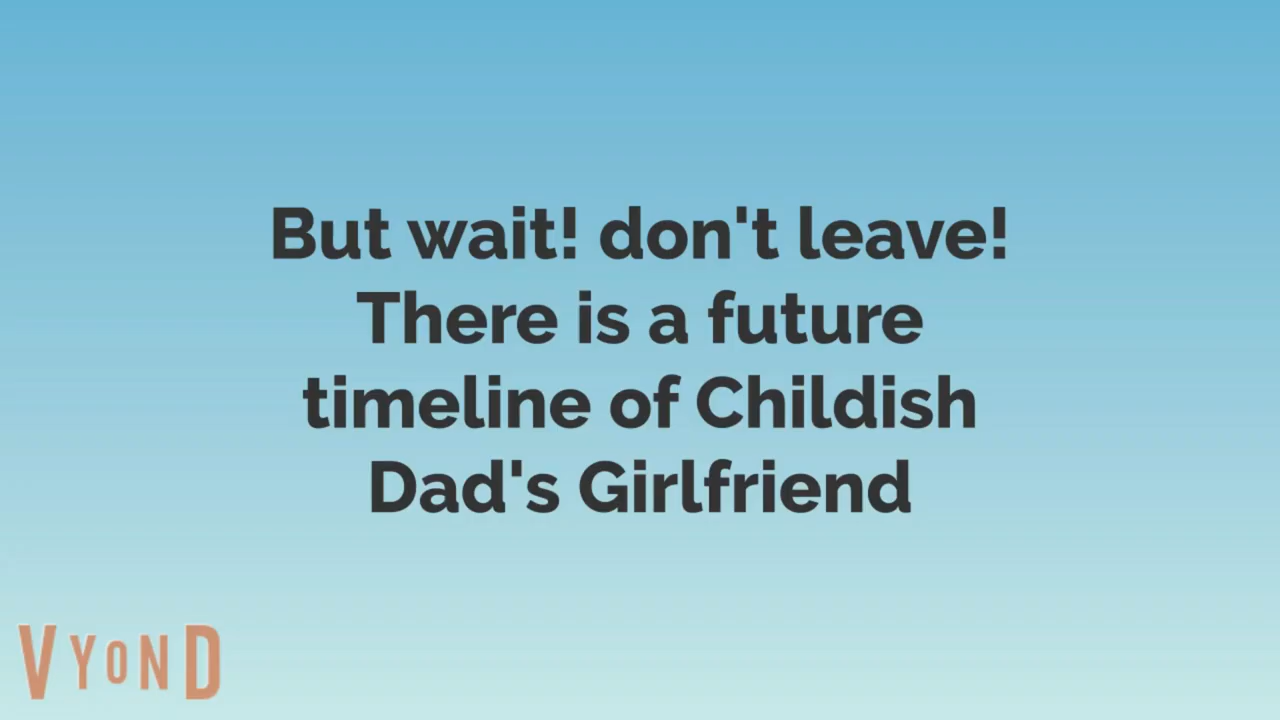 But wait! don't leave!
There is a future
timeline of Childish
Dad's Girlfriend
VYOND